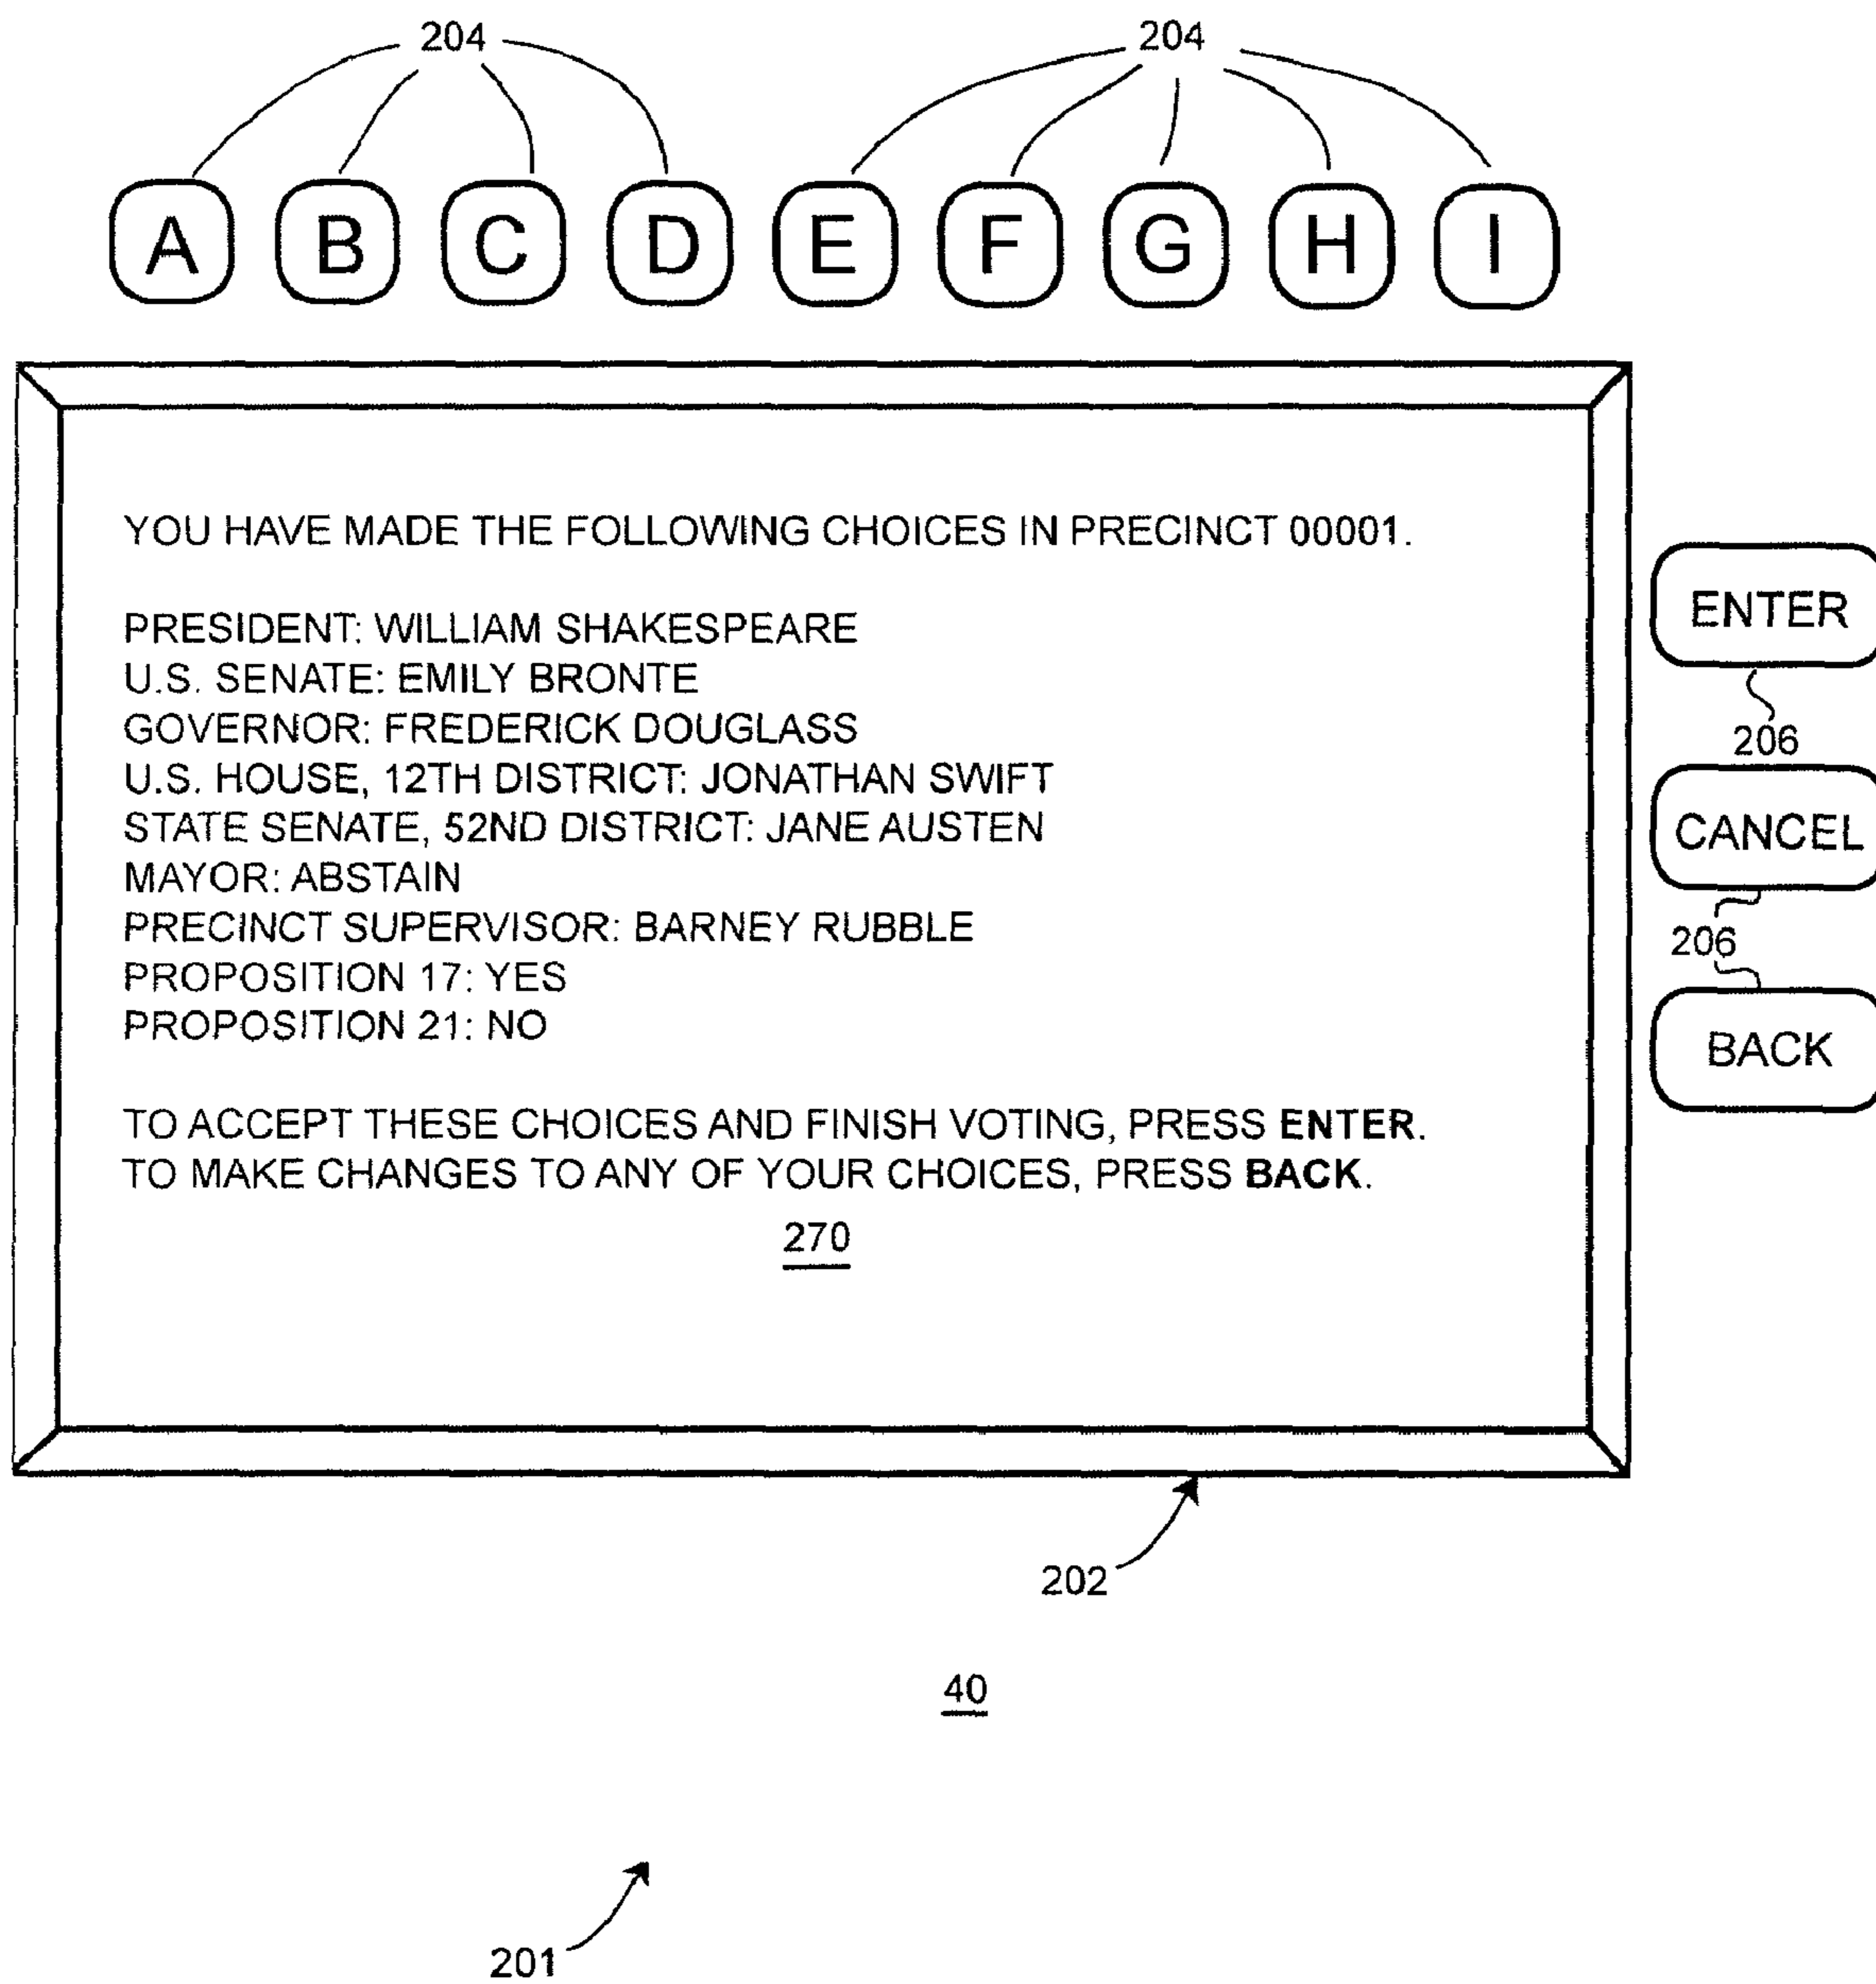 204 204
A B C D E F G H I
YOU HAVE MADE THE FOLLOWING CHOICES IN PRECINCT 00001.
PRESIDENT: WILLIAM SHAKESPEARE
U.S. SENATE: EMILY BRONTE
GOVERNOR: FREDERICK DOUGLASS
U.S. HOUSE, 12TH DISTRICT: JONATHAN SWIFT
STATE SENATE, 52ND DISTRICT: JANE AUSTEN
MAYOR: ABSTAIN
PRECINCT SUPERVISOR: BARNEY RUBBLE
PROPOSITION 17: YES
PROPOSITION 21: NO
TO ACCEPT THESE CHOICES AND FINISH VOTING, PRESS ENTER.
TO MAKE CHANGES TO ANY OF YOUR CHOICES, PRESS BACK.
270
ENTER
206
CANCEL
206
BACK
202
40
201